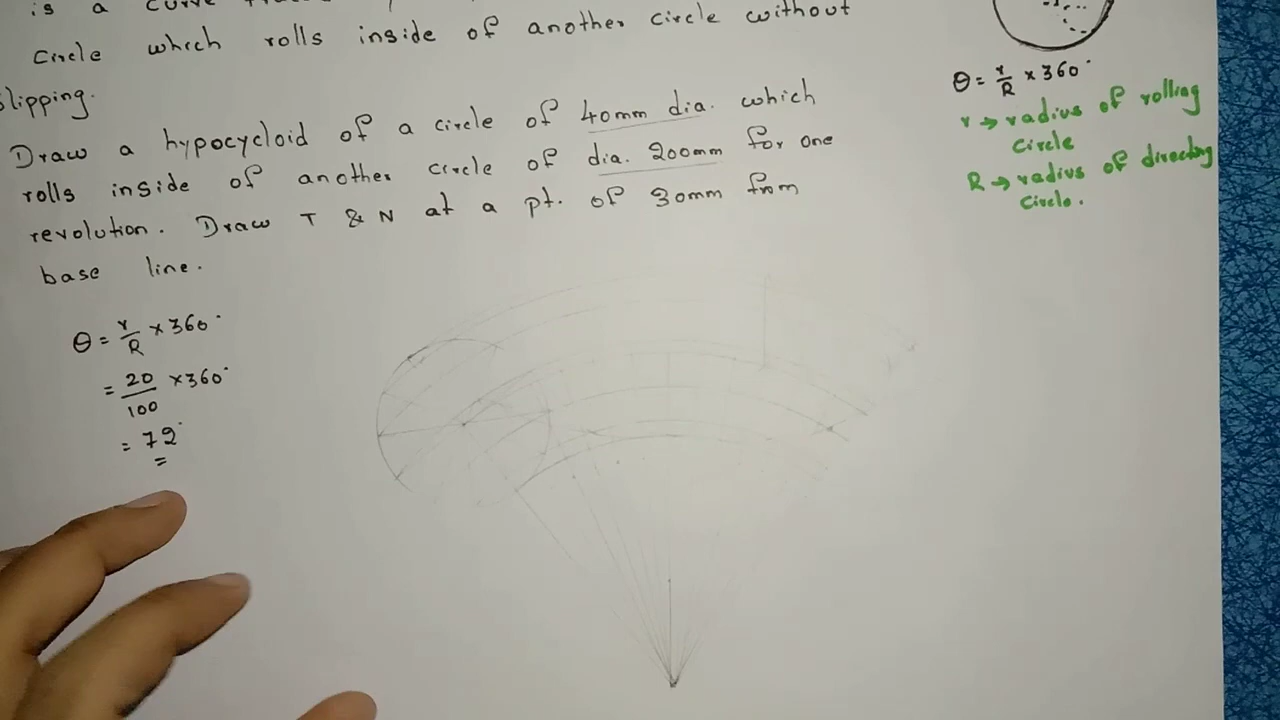 is a curve
circle which rolls inside of another circle without
slipping.
Draw a hypocycloid of a circle of 40mm dia. which
rolls inside of another circle of dia. 200mm for one
revolution. Draw T & N at a pt. of 30mm from
base line.
θ = r/R × 360°
= 20/100 × 360°
= 72°
θ = r/R × 360°
r → radius of rolling
circle
R → radius of directing
circle.